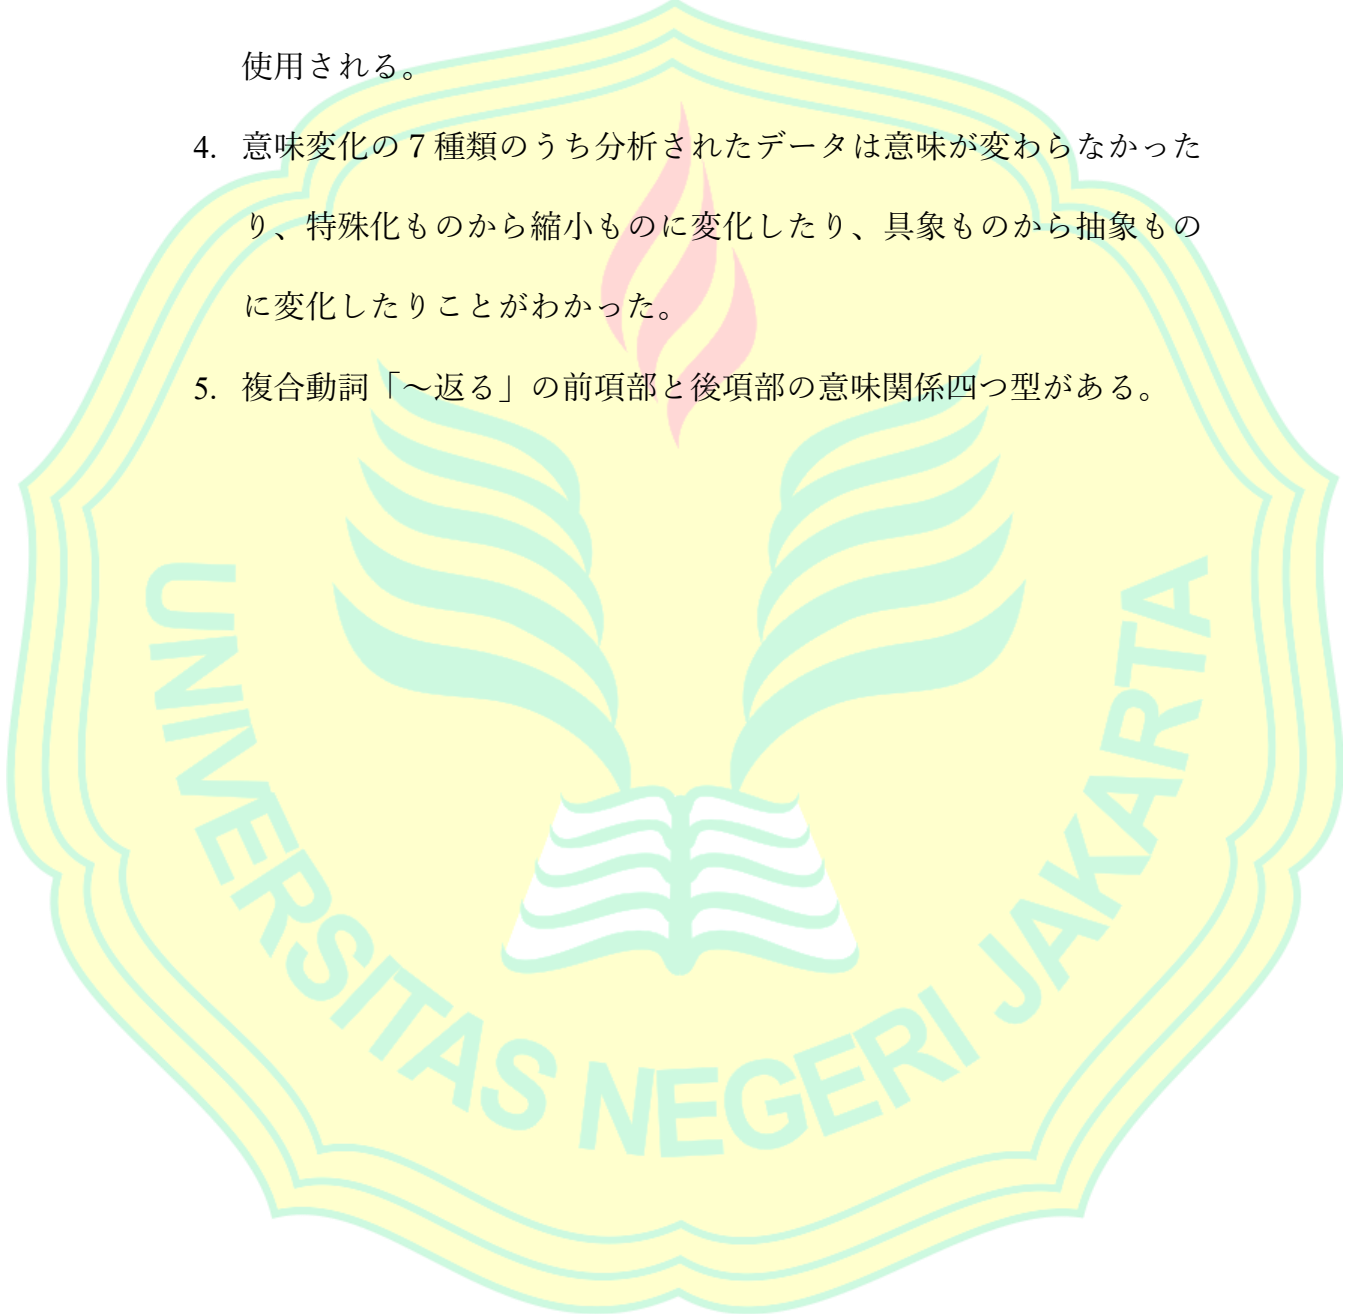 使用される。
4. 意味変化の７種類のうち分析されたデータは意味が変わらなかった
り、特殊化ものから縮小ものに変化したり、具象ものから抽象もの
に変化したりことがわかった。
5. 複合動詞「～返る」の前項部と後項部の意味関係四つ型がある。
UNIVERSITAS NEGERI JAKARTA